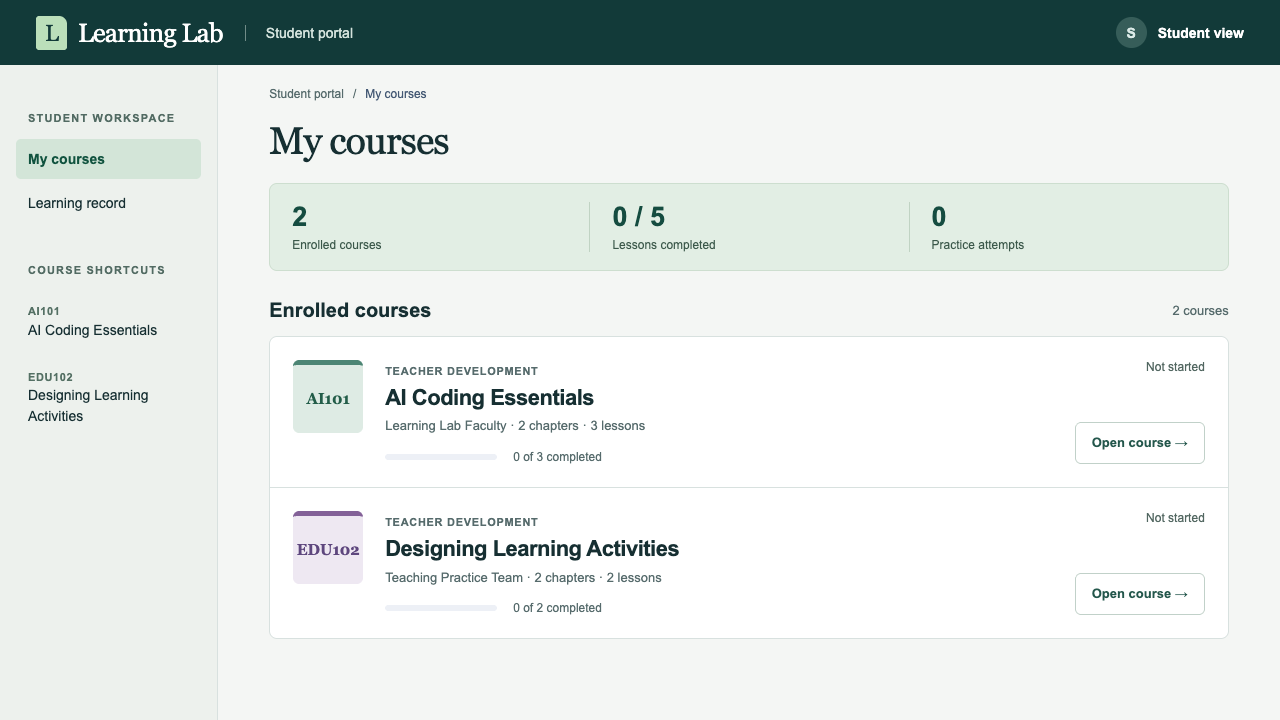 L Learning Lab
Student portal
S Student view
STUDENT WORKSPACE
My courses
Learning record
COURSE SHORTCUTS
AI101
AI Coding Essentials
EDU102
Designing Learning
Activities
Student portal / My courses
My courses
2
Enrolled courses
0 / 5
Lessons completed
0
Practice attempts
Enrolled courses
2 courses
AI101
TEACHER DEVELOPMENT
AI Coding Essentials
Learning Lab Faculty · 2 chapters · 3 lessons
0 of 3 completed
Not started
Open course →
EDU102
TEACHER DEVELOPMENT
Designing Learning Activities
Teaching Practice Team · 2 chapters · 2 lessons
0 of 2 completed
Not started
Open course →